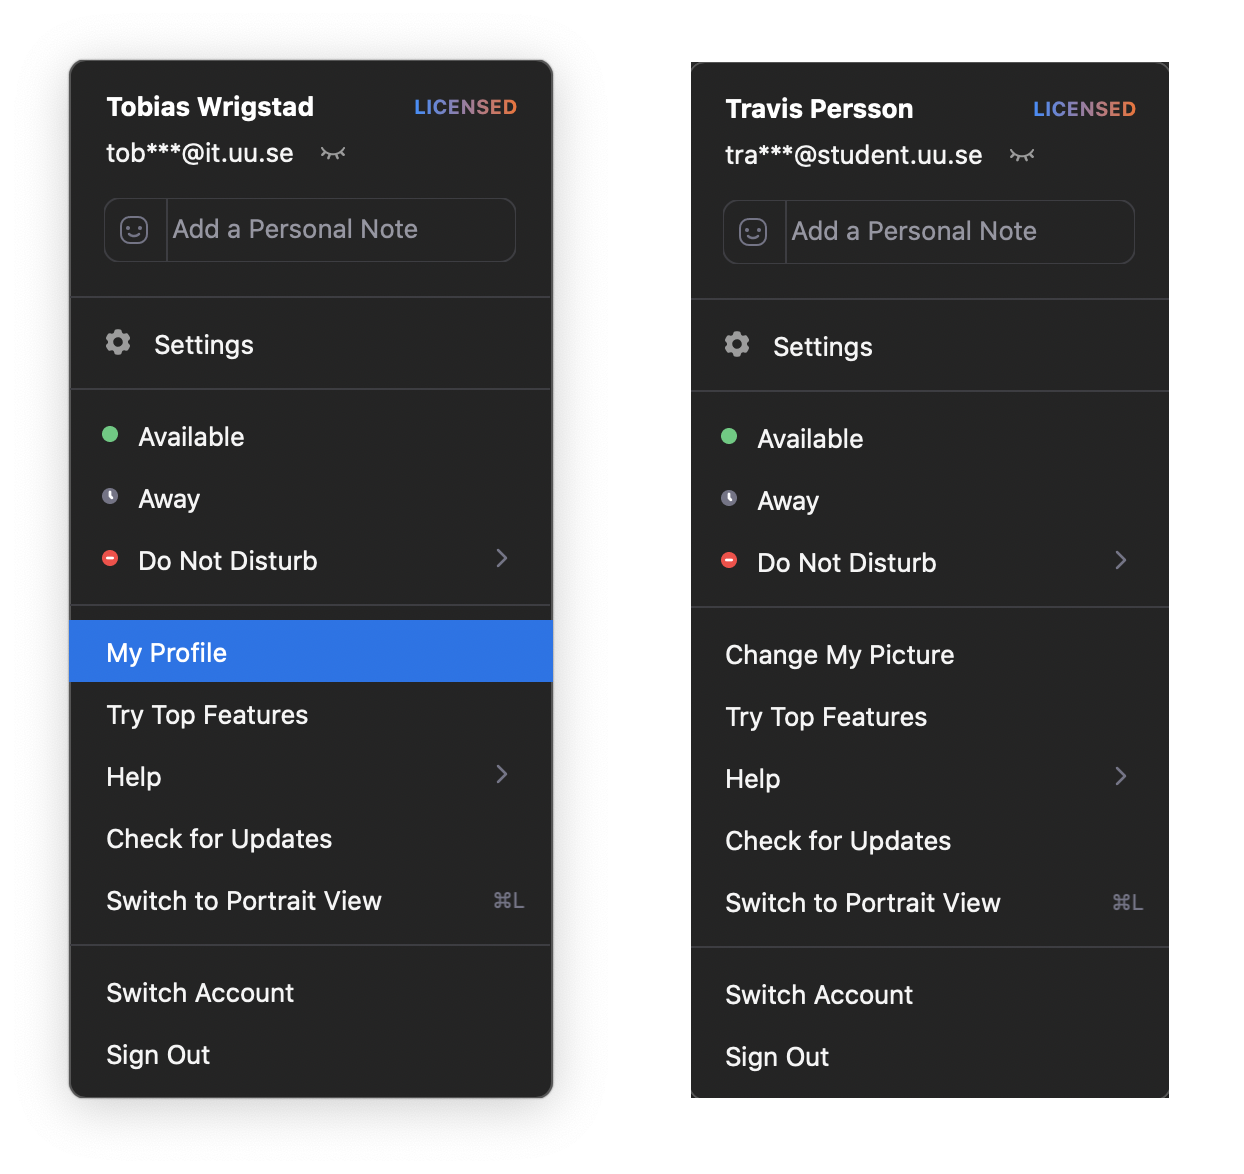 Tobias Wrigstad LICENSED
tob***@it.uu.se
Add a Personal Note
Settings
Available
Away
Do Not Disturb
My Profile
Try Top Features
Help
Check for Updates
Switch to Portrait View ⌘L
Switch Account
Sign Out
Travis Persson LICENSED
tra***@student.uu.se
Add a Personal Note
Settings
Available
Away
Do Not Disturb
Change My Picture
Try Top Features
Help
Check for Updates
Switch to Portrait View ⌘L
Switch Account
Sign Out